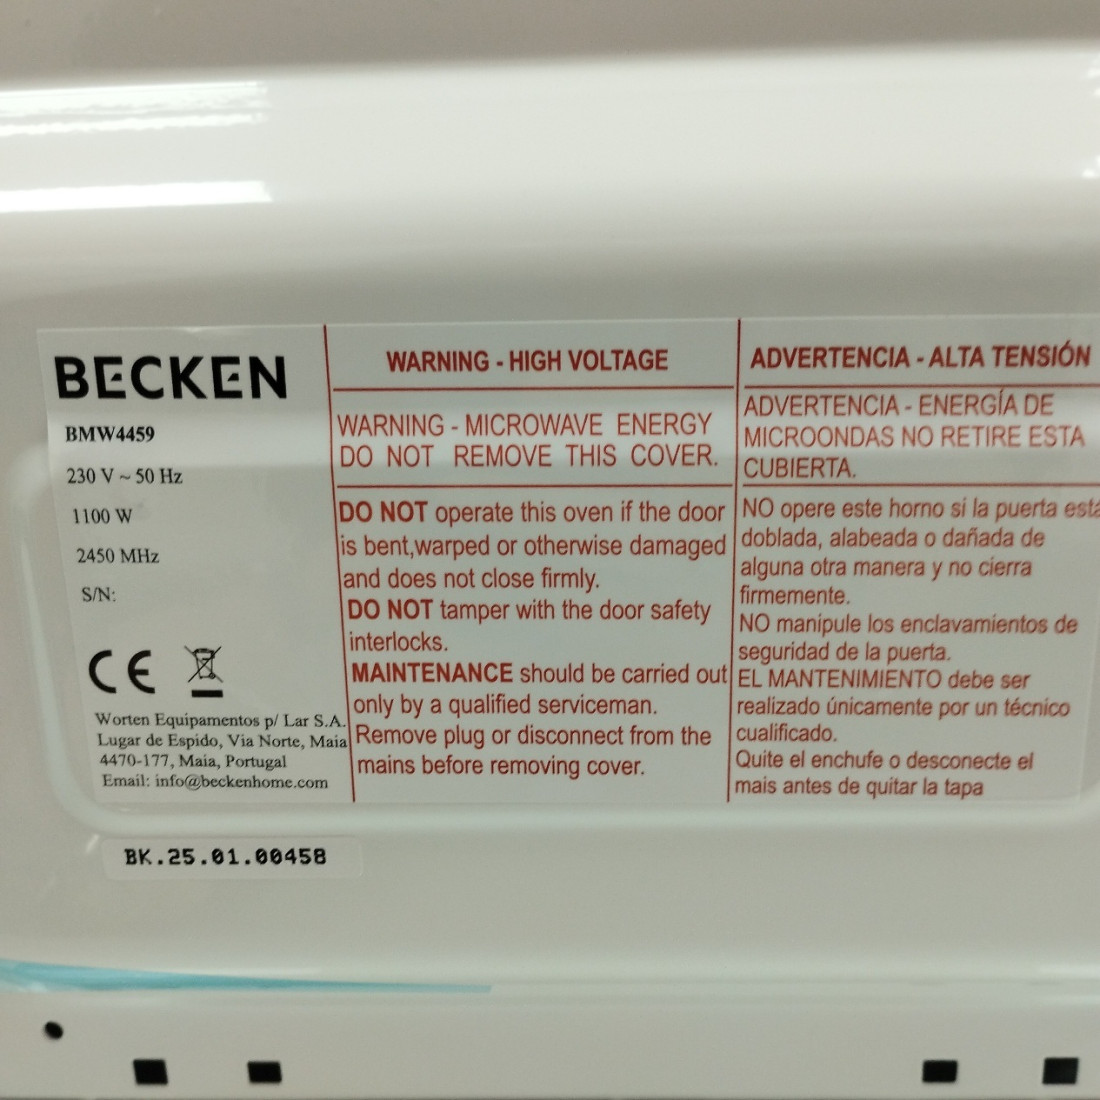 BECKEN
BMW4459
230 V ~ 50 Hz
1100 W
2450 MHz
S/N:
CE
Worten Equipamentos p/ Lar S.A.
Lugar de Espido, Via Norte, Maia
4470-177, Maia, Portugal
Email: info@beckenhome.com
WARNING - HIGH VOLTAGE
WARNING - MICROWAVE ENERGY
DO NOT REMOVE THIS COVER.
DO NOT operate this oven if the door
is bent,warped or otherwise damaged
and does not close firmly.
DO NOT tamper with the door safety
interlocks.
MAINTENANCE should be carried out
only by a qualified serviceman.
Remove plug or disconnect from the
mains before removing cover.
ADVERTENCIA - ALTA TENSIÓN
ADVERTENCIA - ENERGÍA DE
MICROONDAS NO RETIRE ESTA
CUBIERTA.
NO opere este horno si la puerta está
doblada, alabeada o dañada de
alguna otra manera y no cierra
firmemente.
NO manipule los enclavamientos de
seguridad de la puerta.
EL MANTENIMIENTO debe ser
realizado únicamente por un técnico
cualificado.
Quite el enchufe o desconecte el
mais antes de quitar la tapa
BK.25.01.00458